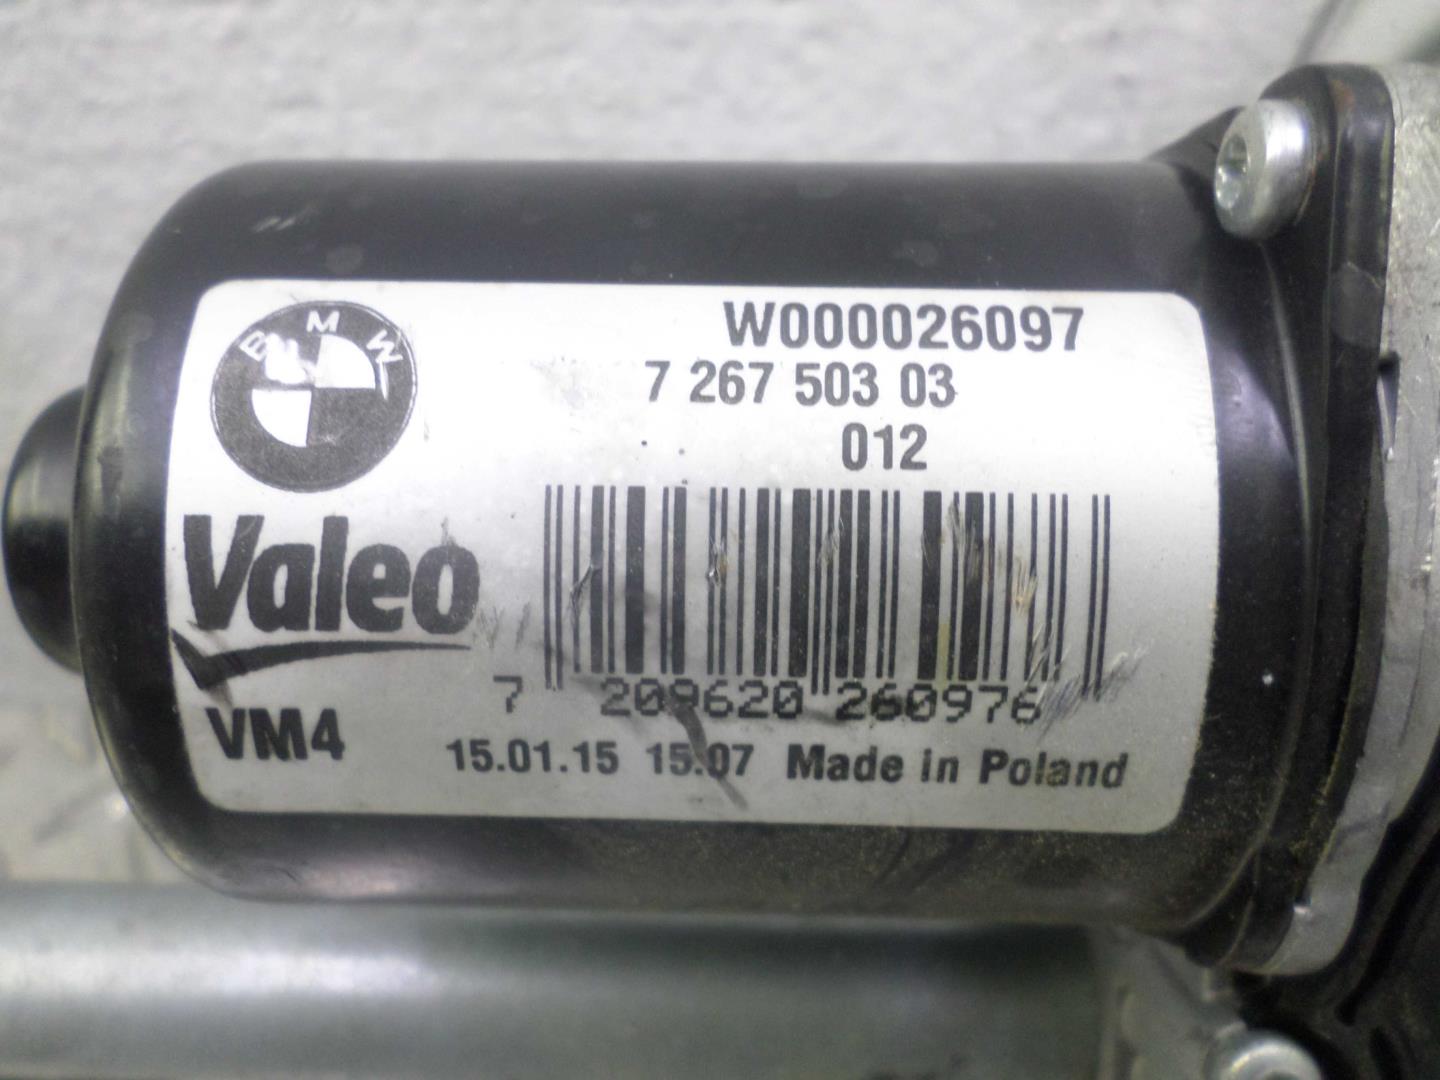 BMW
W000026097
7 267 503 03
012
Valeo
7 209620 260976
VM4
15.01.15 15.07 Made in Poland